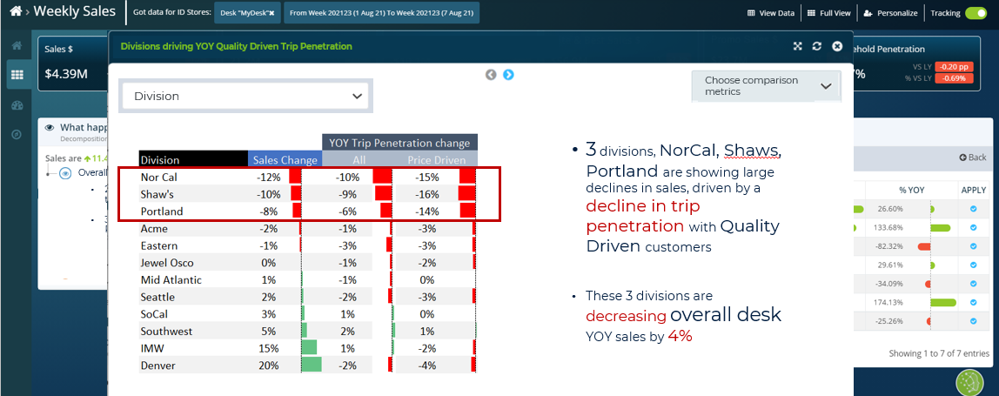 Weekly Sales
Got data for ID Stores:
Desk "MyDesk"✖
From Week 202123 (1 Aug 21) To Week 202123 (7 Aug 21)
View Data
Full View
Personalize
Tracking
Sales $
$4.39M
Divisions driving YOY Quality Driven Trip Penetration
ehold Penetration
7%
VS LY -0.20 pp
% VS LY -0.69%
Division
Choose comparison
metrics
What happ
Decomposition
Sales are 11.4
Overall
YOY Trip Penetration change
Division Sales Change All Price Driven
Nor Cal -12% -10% -15%
Shaw's -10% -9% -16%
Portland -8% -6% -14%
Acme -2% -1% -3%
Eastern -1% -3% -3%
Jewel Osco 0% -1% -2%
Mid Atlantic 1% -1% 0%
Seattle 2% -2% -3%
SoCal 3% 1% 0%
Southwest 5% 2% 1%
IMW 15% 1% -2%
Denver 20% -2% -4%
• 3 divisions, NorCal, Shaws,
Portland are showing large
declines in sales, driven by a
decline in trip
penetration with Quality
Driven customers
• These 3 divisions are
decreasing overall desk
YOY sales by 4%
Back
% YOY APPLY
26.60%
133.68%
-82.32%
29.61%
-34.09%
174.13%
-25.26%
Showing 1 to 7 of 7 entries